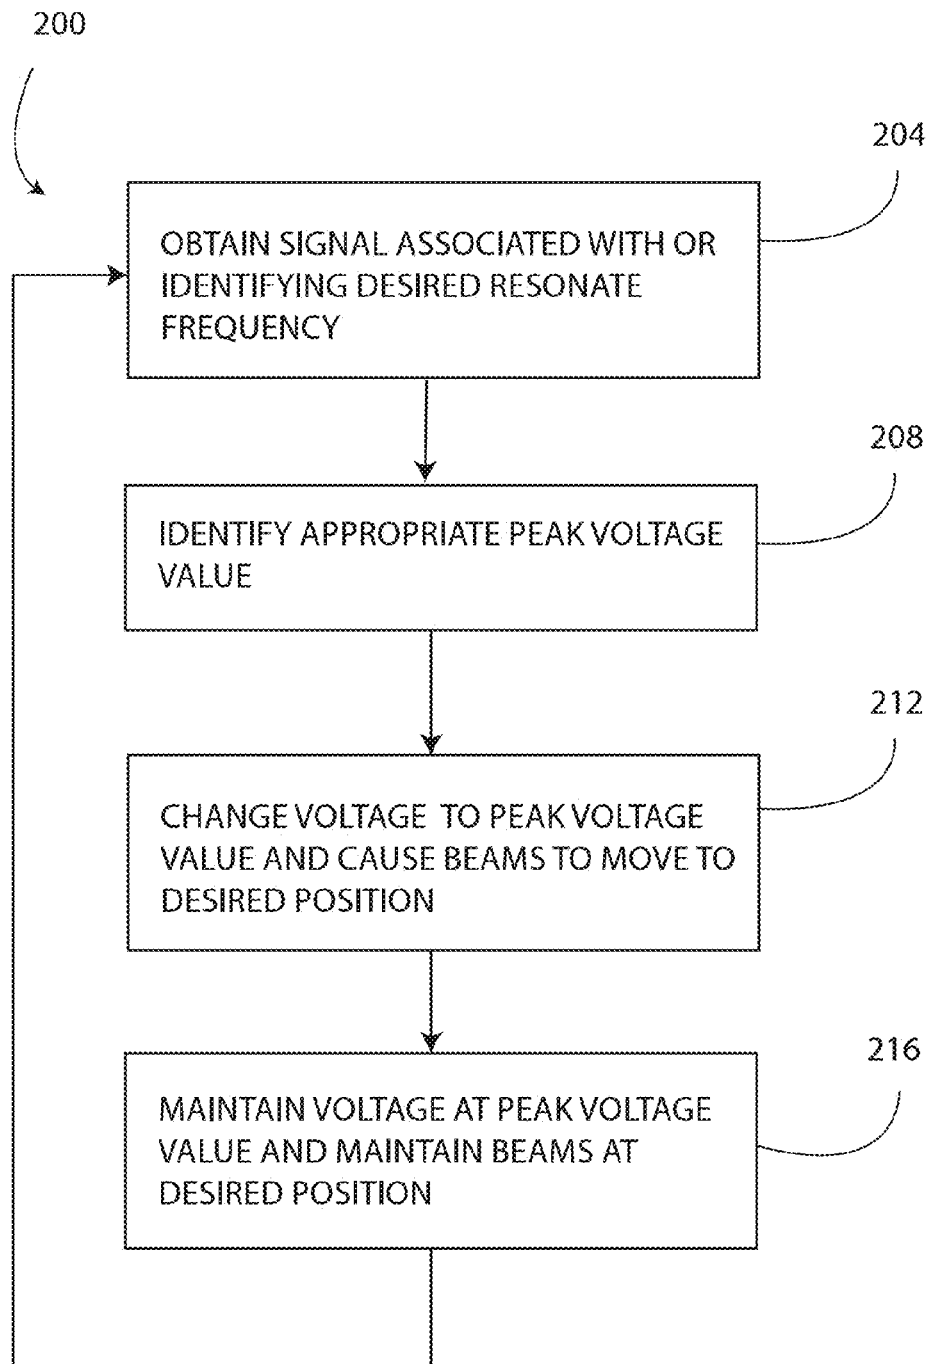 200
204
OBTAIN SIGNAL ASSOCIATED WITH OR
IDENTIFYING DESIRED RESONATE
FREQUENCY
208
IDENTIFY APPROPRIATE PEAK VOLTAGE
VALUE
212
CHANGE VOLTAGE TO PEAK VOLTAGE
VALUE AND CAUSE BEAMS TO MOVE TO
DESIRED POSITION
216
MAINTAIN VOLTAGE AT PEAK VOLTAGE
VALUE AND MAINTAIN BEAMS AT
DESIRED POSITION